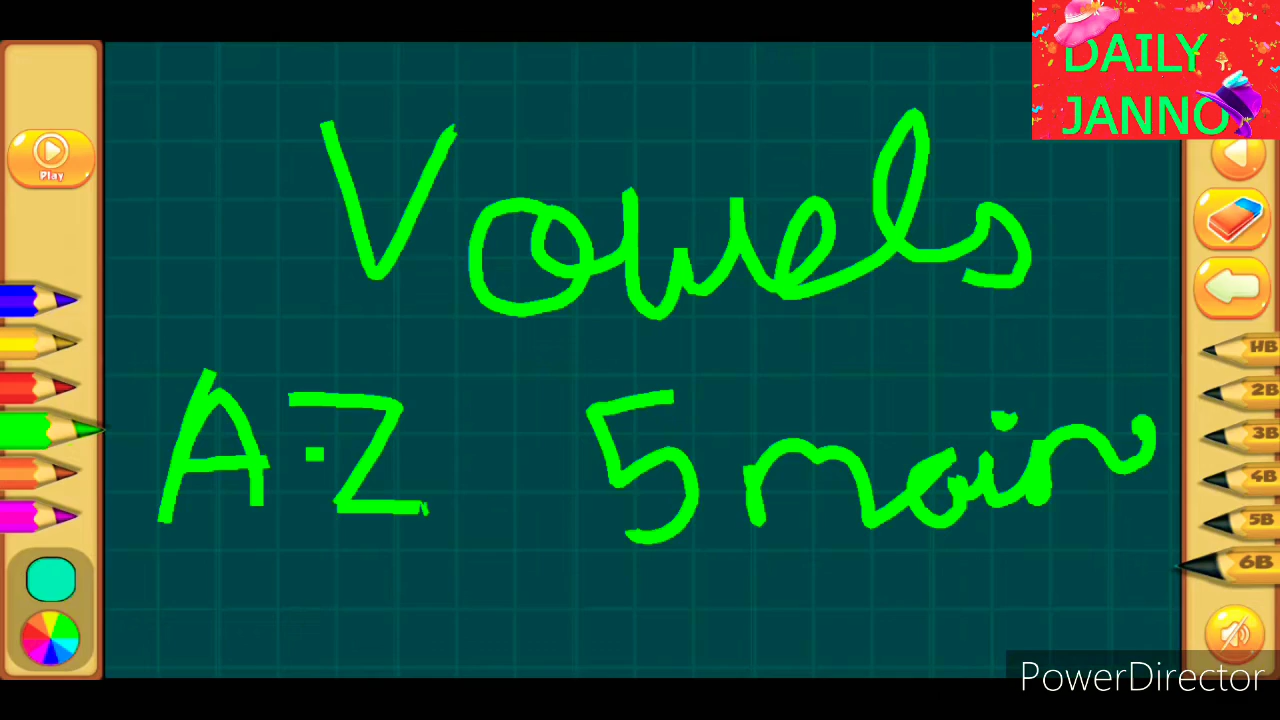 DAILY
JANNO
Play
Vowels
A-Z 5 main
HB
2B
3B
4B
5B
6B
PowerDirector